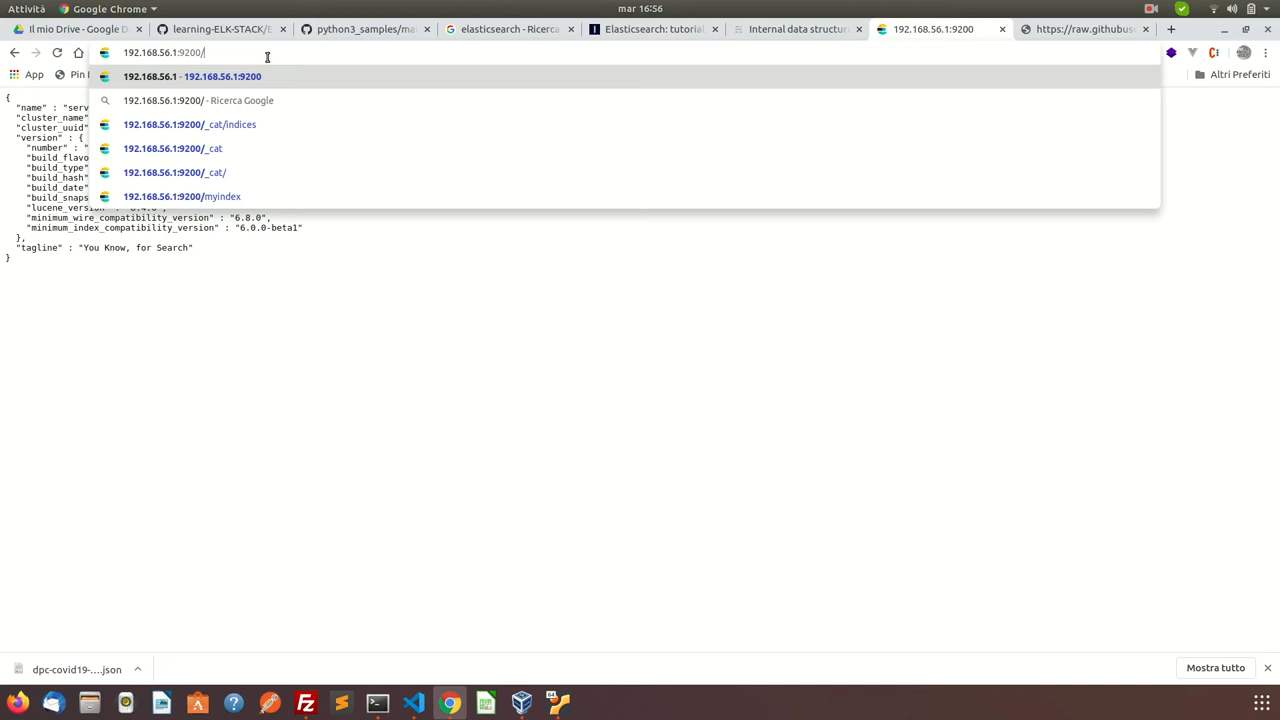 Attività
Google Chrome
mar 16:56
Il mio Drive - Google D
learning-ELK-STACK/E
python3_samples/mai
elasticsearch - Ricerca
Elasticsearch: tutorial
Internal data structur
192.168.56.1:9200
https://raw.githubus
192.168.56.1:9200/
App
Pin
Altri Preferiti
192.168.56.1 - 192.168.56.1:9200
192.168.56.1:9200/ - Ricerca Google
192.168.56.1:9200/_cat/indices
192.168.56.1:9200/_cat
192.168.56.1:9200/_cat/
192.168.56.1:9200/myindex
{
"name" : "serv
"cluster_name"
"cluster_uuid"
"version" : {
"number" : "
"build_flavo
"build_type"
"build_hash"
"build_date"
"build_snaps
"lucene_version" :
"minimum_wire_compatibility_version" : "6.8.0",
"minimum_index_compatibility_version" : "6.0.0-beta1"
},
"tagline" : "You Know, for Search"
}
dpc-covid19-....json
Mostra tutto
64